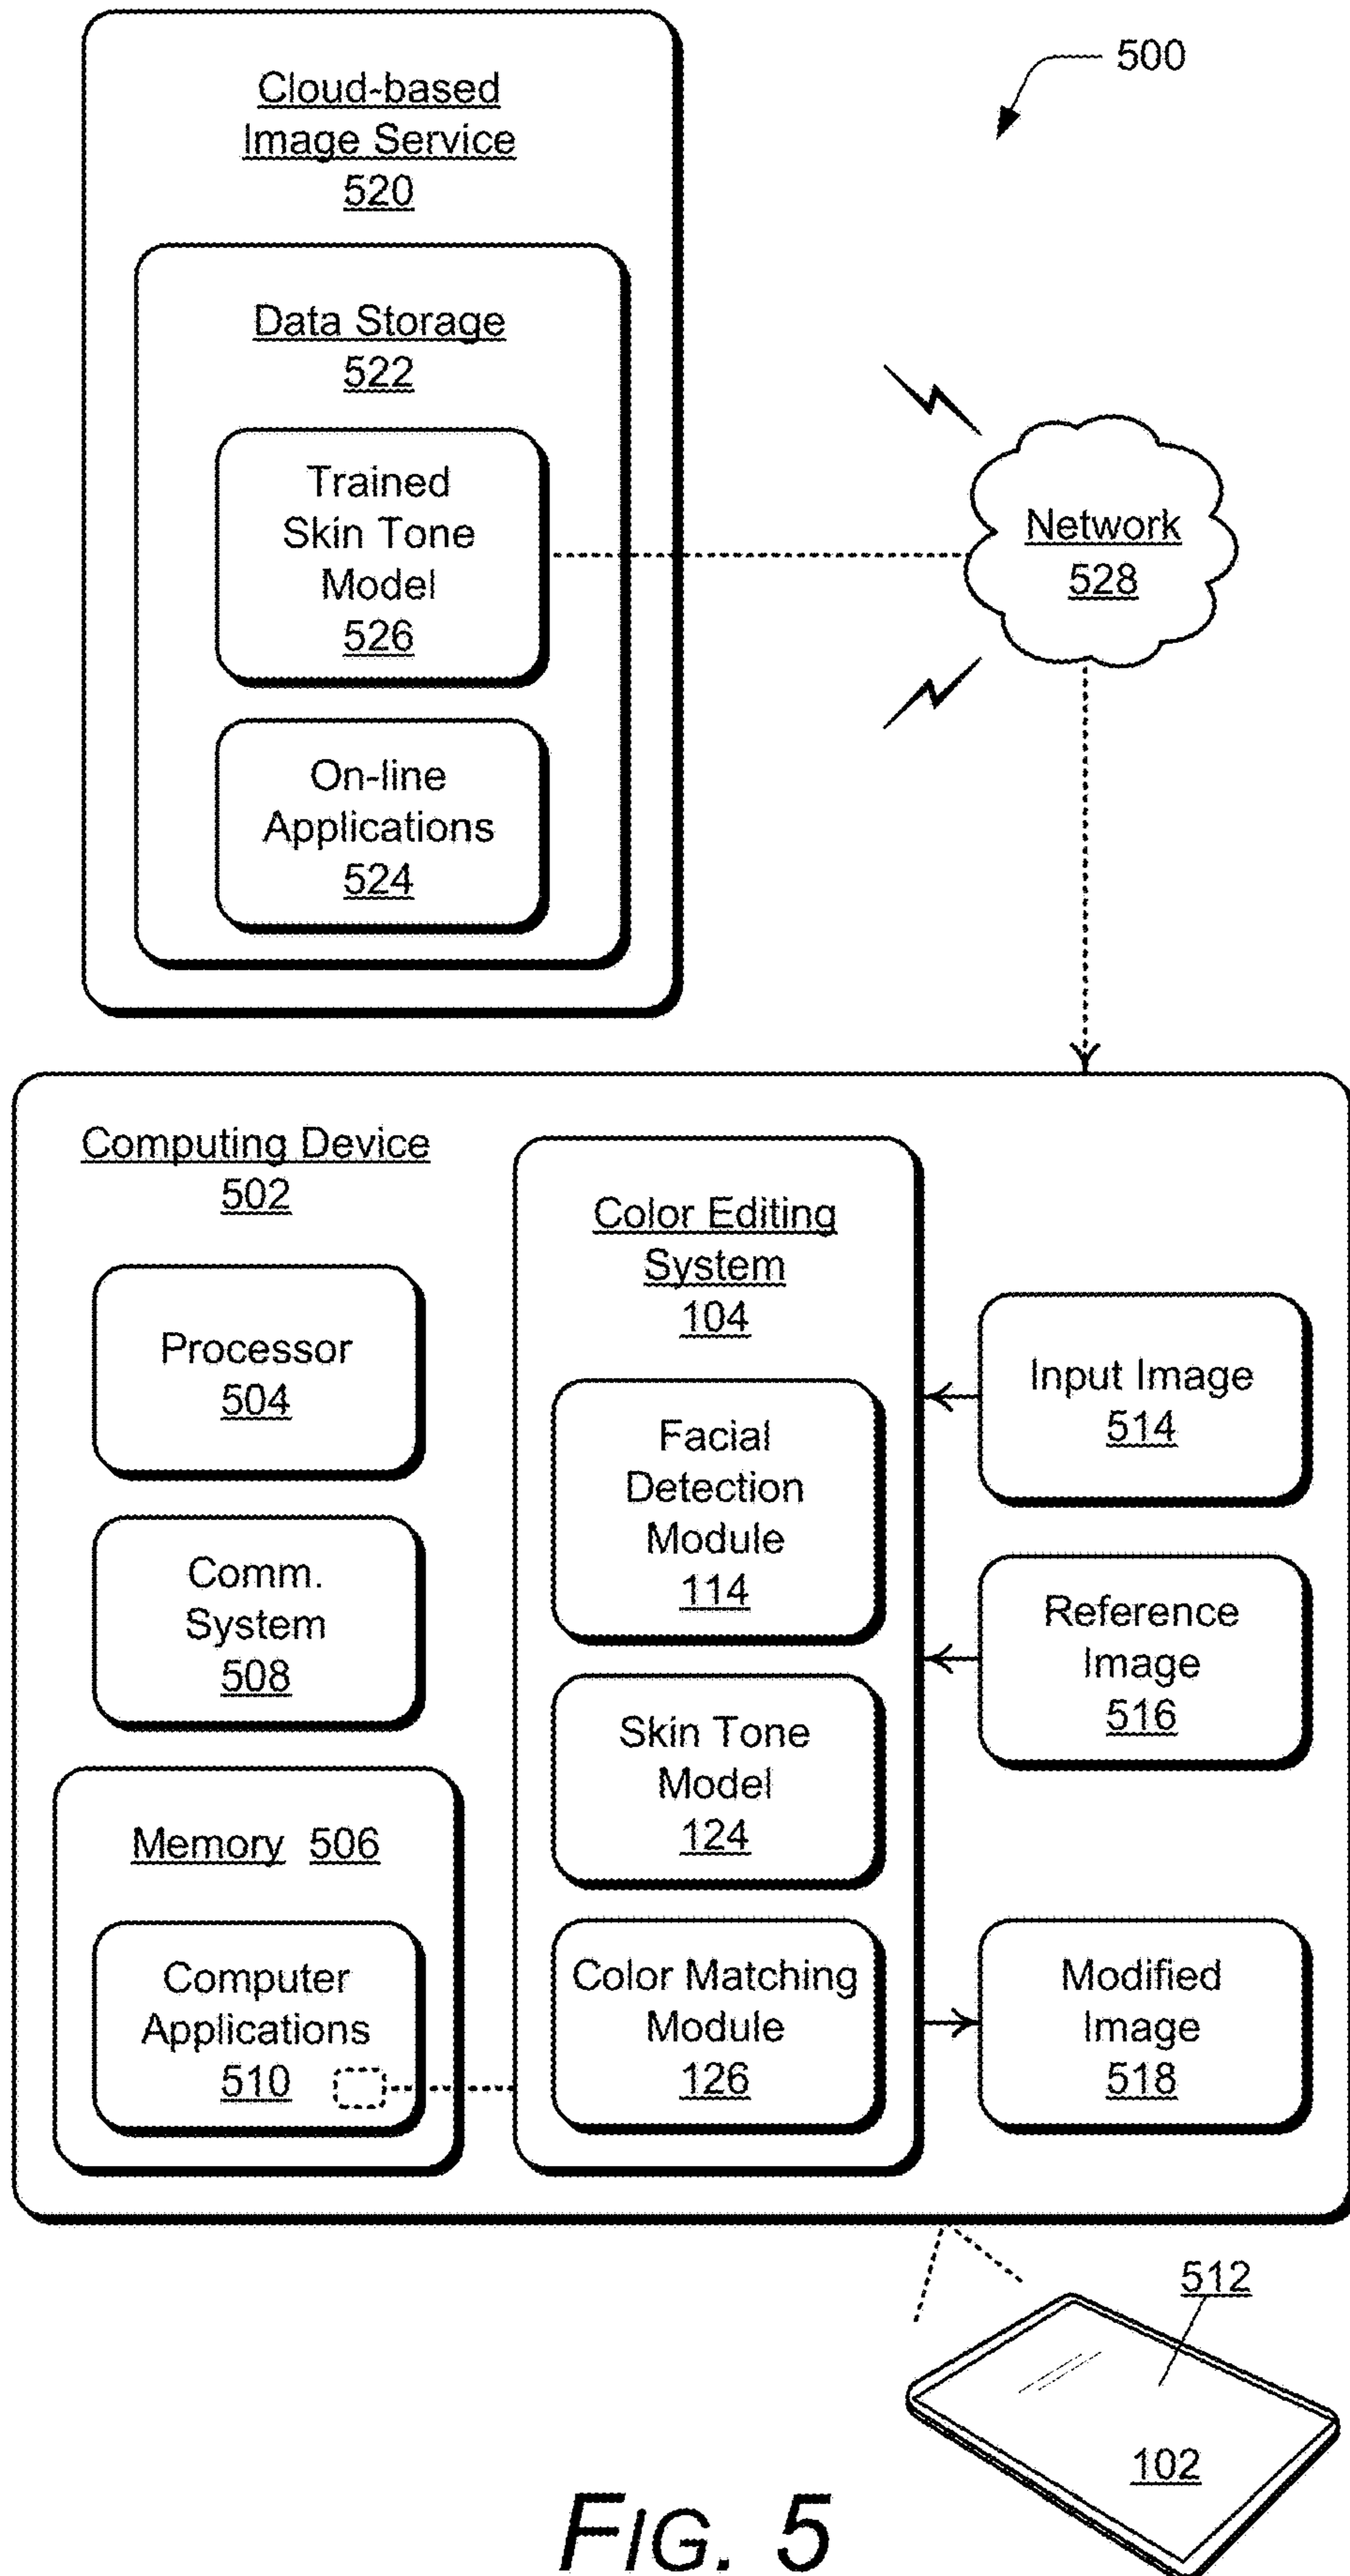 500
Cloud-based
Image Service
520
Data Storage
522
Trained
Skin Tone
Model
526
On-line
Applications
524
Network
528
Computing Device
502
Processor
504
Comm.
System
508
Memory 506
Computer
Applications
510
Color Editing
System
104
Facial
Detection
Module
114
Skin Tone
Model
124
Color Matching
Module
126
Input Image
514
Reference
Image
516
Modified
Image
518
512
102
FIG. 5